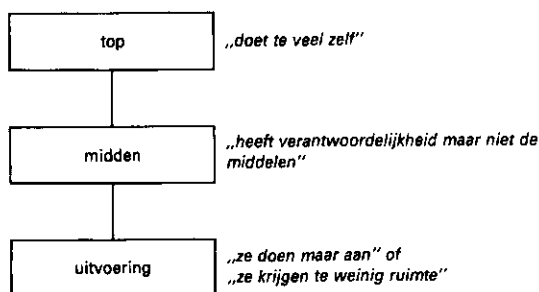 top
„doet te veel zelf”
midden
„heeft verantwoordelijkheid maar niet de
middelen”
uitvoering
„ze doen maar aan” of
„ze krijgen te weinig ruimte”